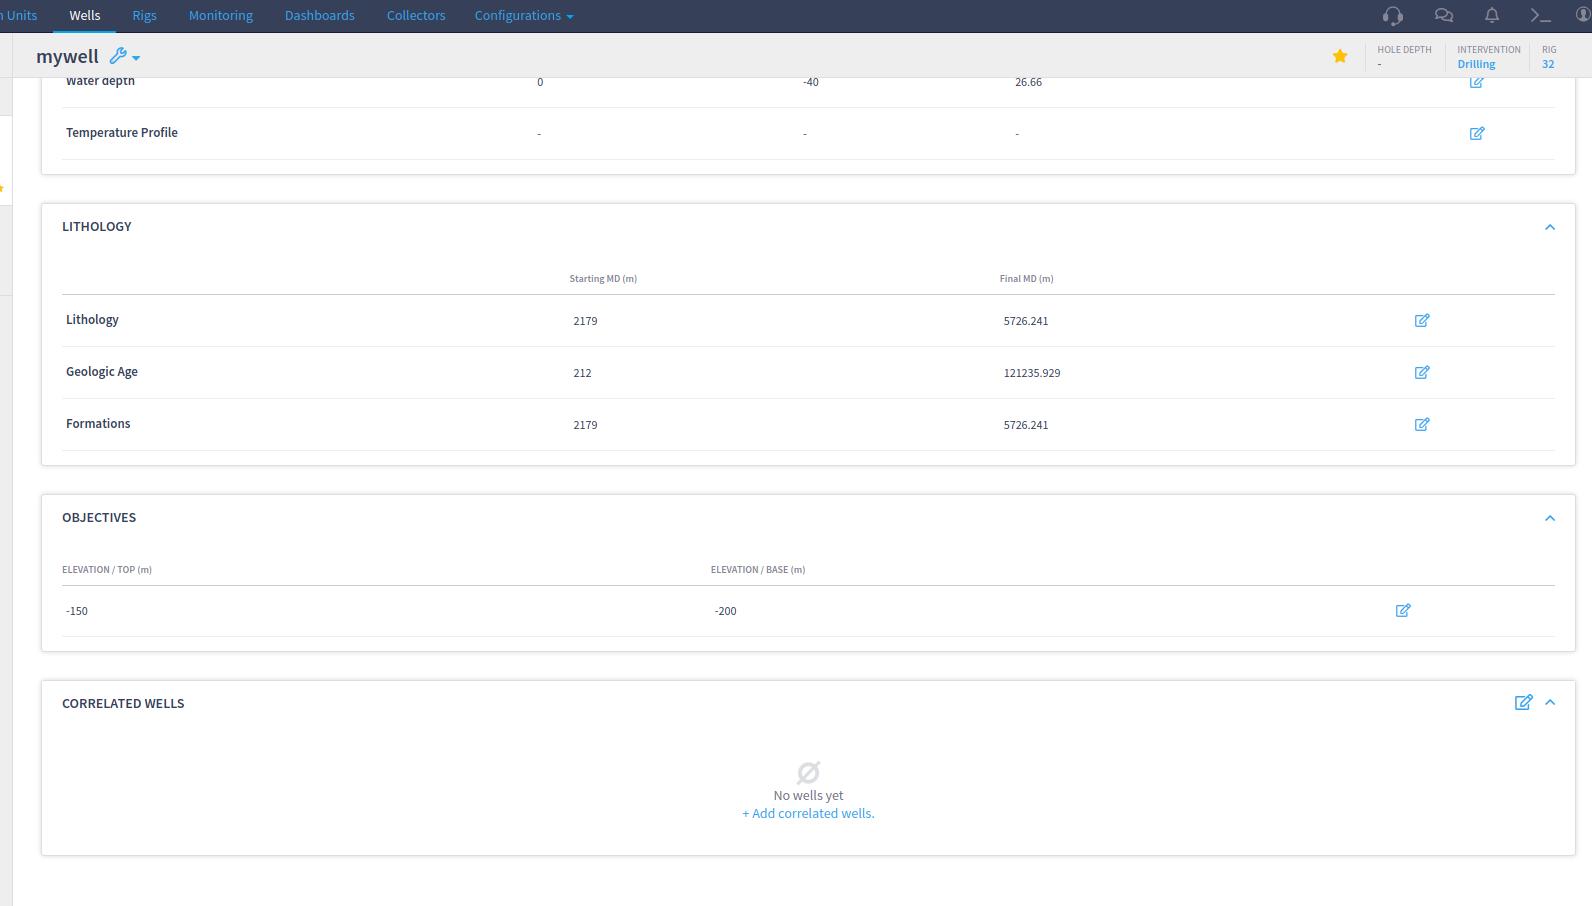 Units Wells Rigs Monitoring Dashboards Collectors Configurations
mywell HOLE DEPTH INTERVENTION RIG
- Drilling 32
Water depth 0 -40 26.66
Temperature Profile - - -
LITHOLOGY
Starting MD (m) Final MD (m)
Lithology 2179 5726.241
Geologic Age 212 121235.929
Formations 2179 5726.241
OBJECTIVES
ELEVATION / TOP (m) ELEVATION / BASE (m)
-150 -200
CORRELATED WELLS
No wells yet
+ Add correlated wells.